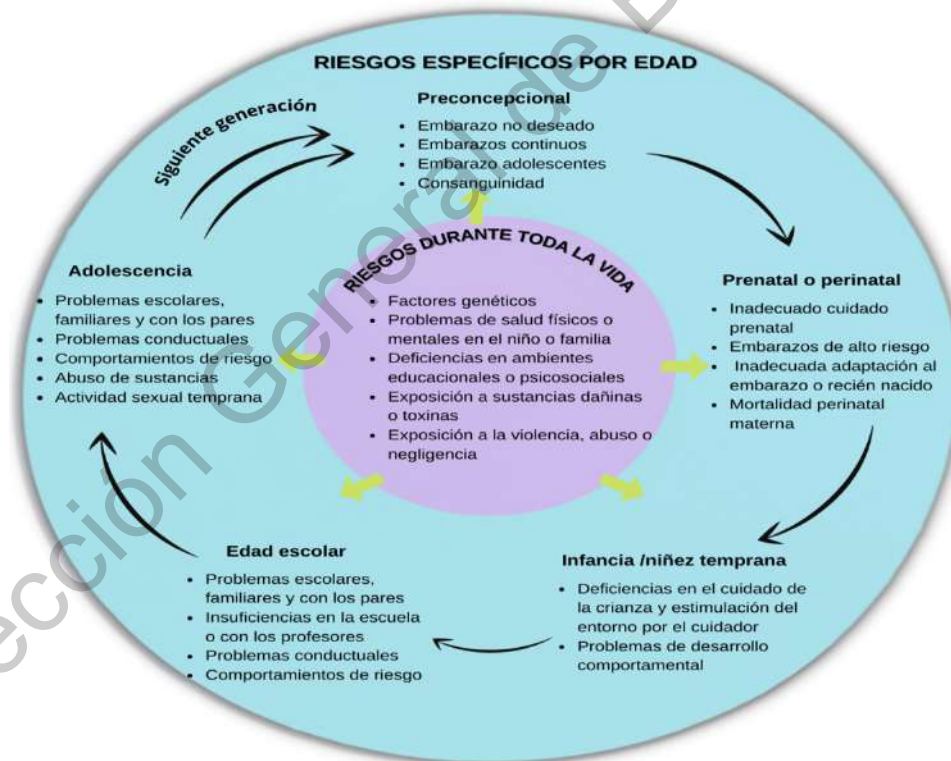 RIESGOS ESPECÍFICOS POR EDAD
Siguiente generación
Preconcepcional
• Embarazo no deseado
• Embarazos continuos
• Embarazo adolescentes
• Consanguinidad
RIESGOS DURANTE TODA LA VIDA
• Factores genéticos
• Problemas de salud físicos o
mentales en el niño o familia
• Deficiencias en ambientes
educacionales o psicosociales
• Exposición a sustancias dañinas
o toxinas
• Exposición a la violencia, abuso o
negligencia
Prenatal o perinatal
• Inadecuado cuidado
prenatal
• Embarazos de alto riesgo
• Inadecuada adaptación al
embarazo o recién nacido
• Mortalidad perinatal
materna
Infancia /niñez temprana
• Deficiencias en el cuidado de
la crianza y estimulación del
entorno por el cuidador
• Problemas de desarrollo
comportamental
Edad escolar
• Problemas escolares,
familiares y con los pares
• Insuficiencias en la escuela
o con los profesores
• Problemas conductuales
• Comportamientos de riesgo
Adolescencia
• Problemas escolares,
familiares y con los pares
• Problemas conductuales
• Comportamientos de riesgo
• Abuso de sustancias
• Actividad sexual temprana
General de